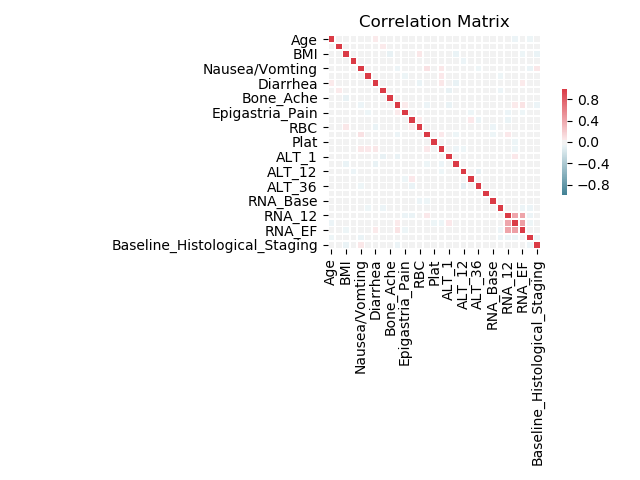 Correlation Matrix
Age
BMI
Nausea/Vomting
Diarrhea
Bone_Ache
Epigastria_Pain
RBC
Plat
ALT_1
ALT_12
ALT_36
RNA_Base
RNA_12
RNA_EF
Baseline_Histological_Staging
Age
BMI
Nausea/Vomting
Diarrhea
Bone_Ache
Epigastria_Pain
RBC
Plat
ALT_1
ALT_12
ALT_36
RNA_Base
RNA_12
RNA_EF
Baseline_Histological_Staging
0.8
0.4
0.0
−0.4
−0.8